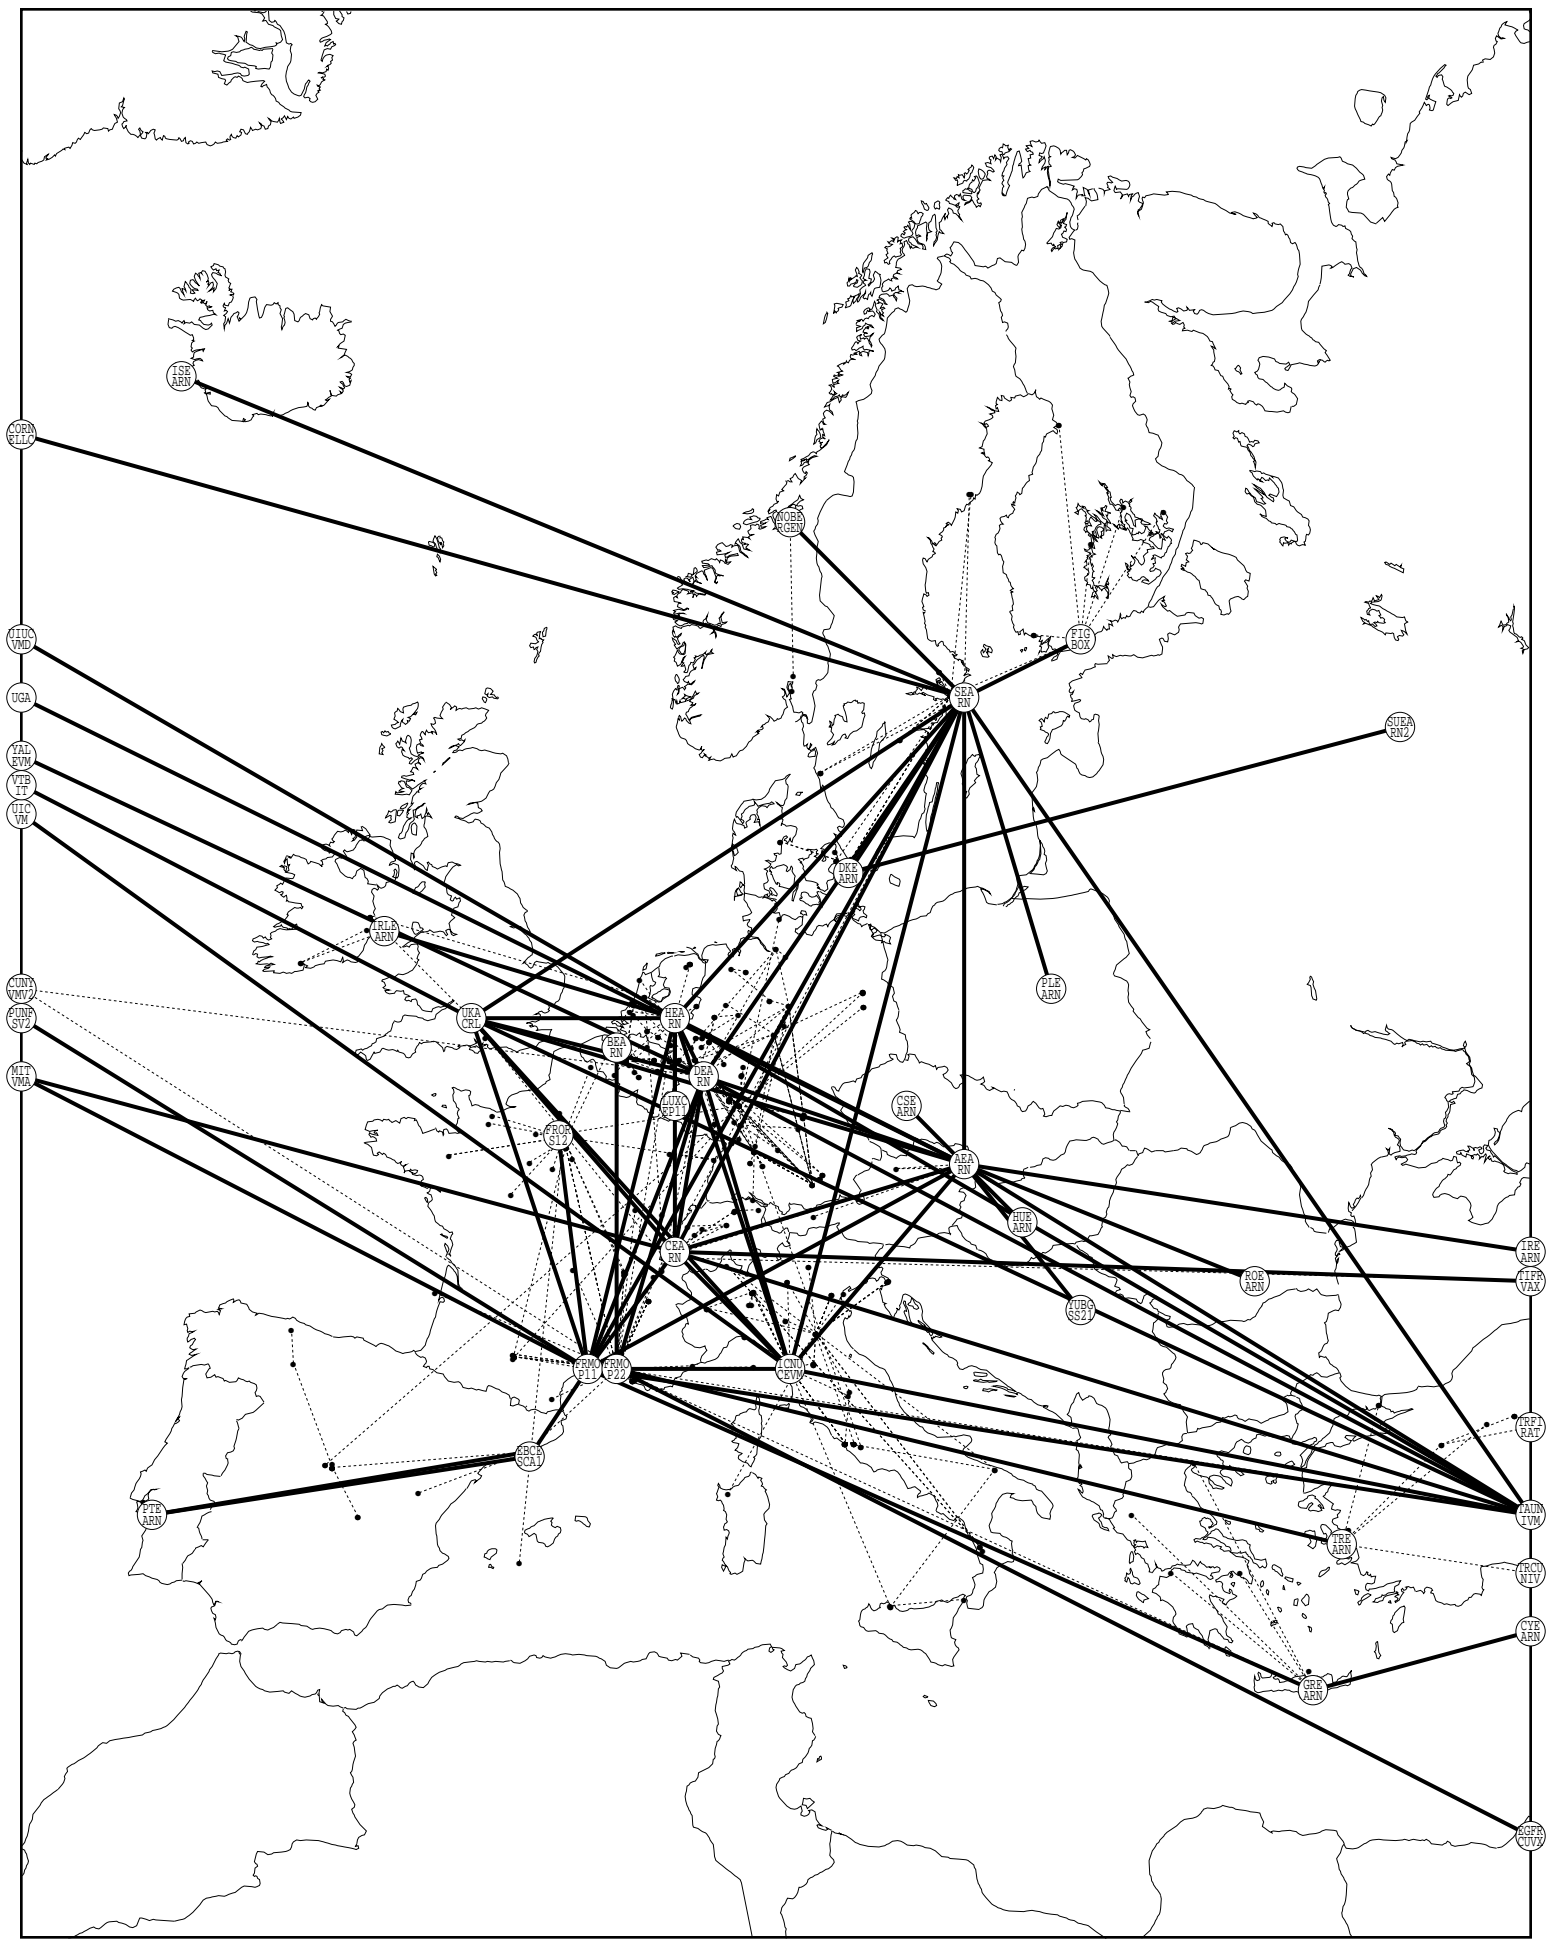 ISE
ARN
CORN
ELLC
NOBE
RGEN
UIUC
VMD
FIG
BOX
UGA
SEA
RN
SUEA
RN2
YAL
EVM
VTB
IT
UIC
VM
DKE
ARN
IRLE
ARN
CUNY
VMV2
PLE
ARN
PUNF
SV2
UKA
CRL
HEA
RN
BEA
RN
MIT
VMA
DEA
RN
LUXC
EP11
CSE
ARN
FROR
S12
AEA
RN
HUE
ARN
CEA
RN
IRE
ARN
ROE
ARN
TIFR
VAX
YUBG
SS21
FRMO
P11
FRMO
P22
ICNU
CEVM
TRFI
RAT
EBCE
SCA1
PTE
ARN
TAUN
IVM
TRE
ARN
TRCU
NIV
CYE
ARN
GRE
ARN
EGFR
CUVX